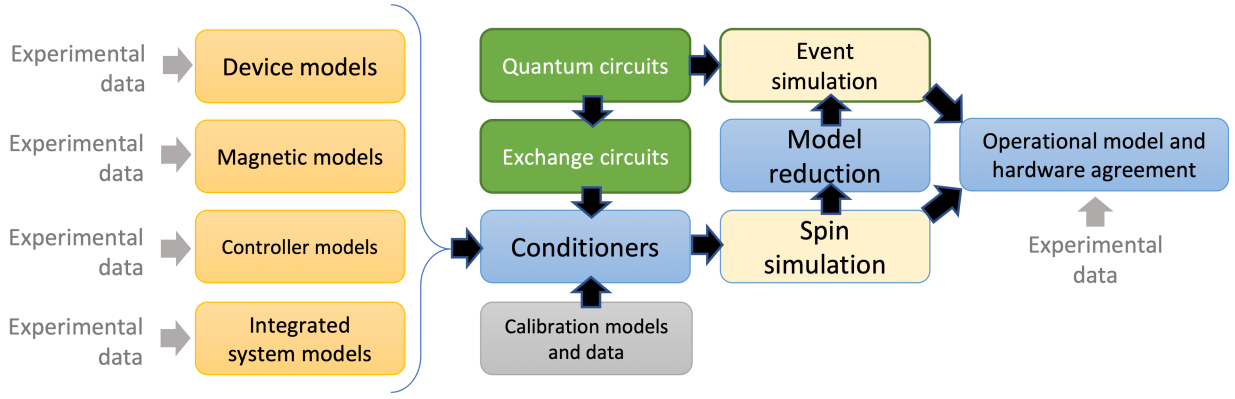 Experimental
data
Device models
Experimental
data
Magnetic models
Experimental
data
Controller models
Experimental
data
Integrated
system models
Quantum circuits
Exchange circuits
Conditioners
Calibration models
and data
Event
simulation
Model
reduction
Spin
simulation
Operational model and
hardware agreement
Experimental
data